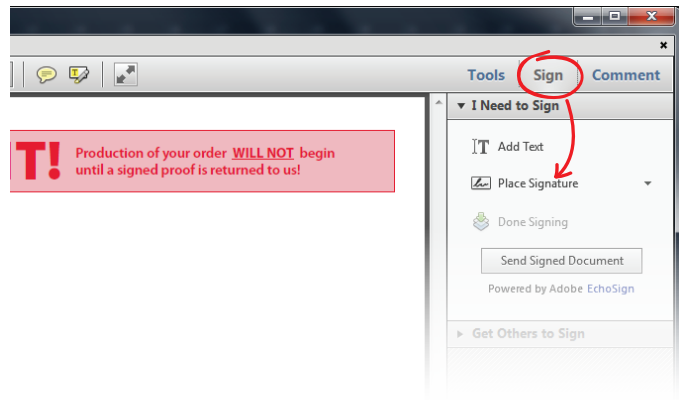 Tools Sign Comment
I Need to Sign
T! Production of your order WILL NOT begin
until a signed proof is returned to us!
Add Text
Place Signature
Done Signing
Send Signed Document
Powered by Adobe EchoSign
Get Others to Sign